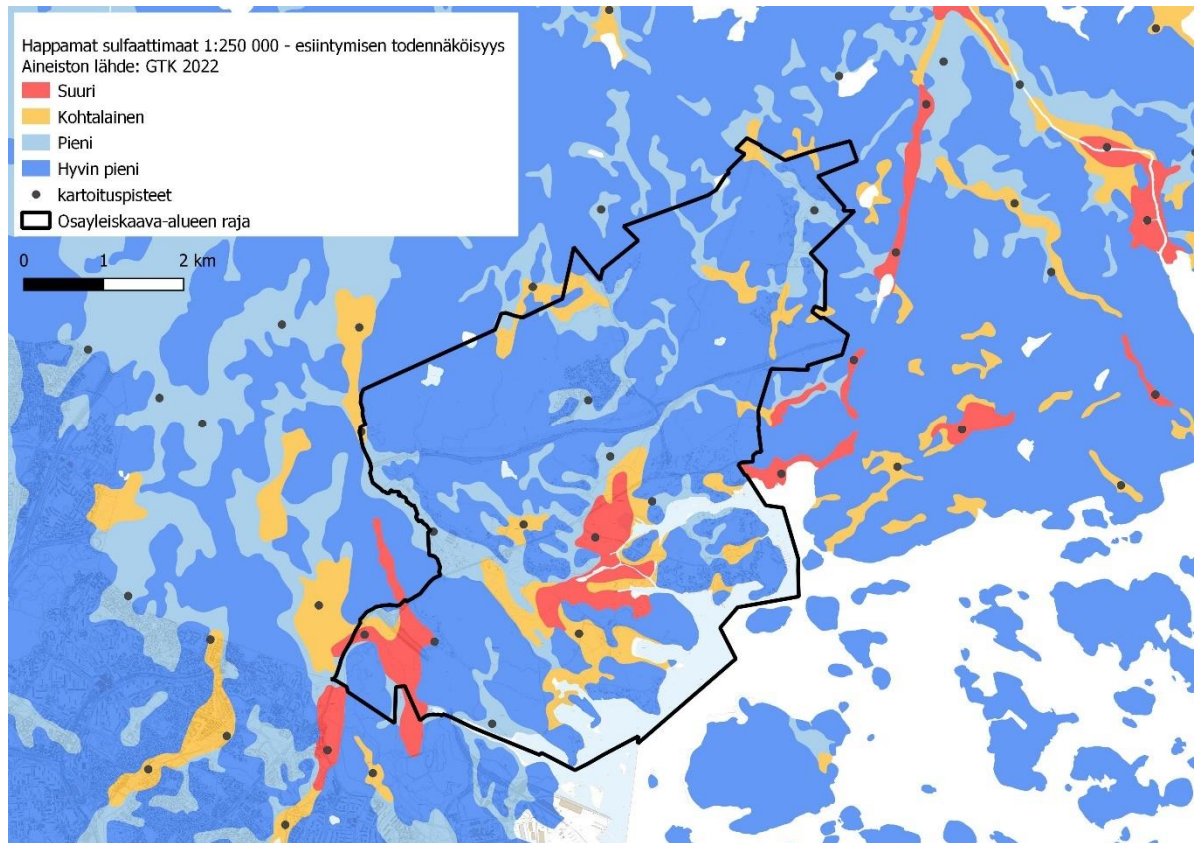 Happamat sulfaattimaat 1:250 000 - esiintymisen todennäköisyys
Aineiston lähde: GTK 2022
Suuri
Kohtalainen
Pieni
Hyvin pieni
kartoituspisteet
Osayleiskaava-alueen raja
0 1 2 km